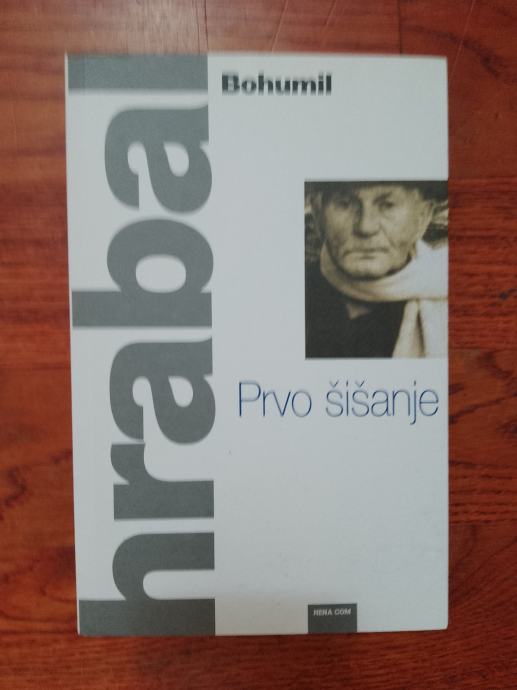 Bohumil
hrabal
Prvo šišanje
HENA COM